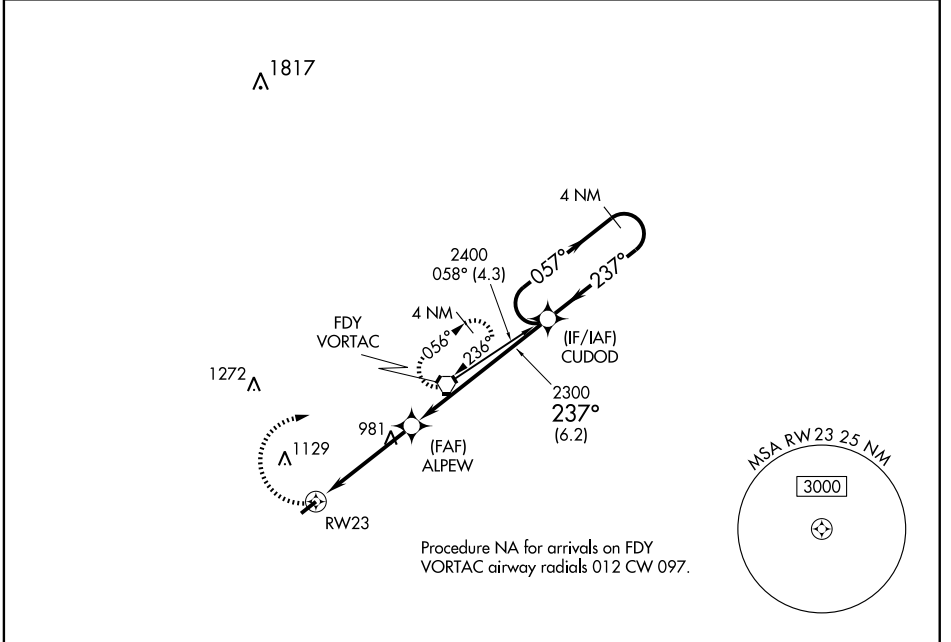 1817
4 NM
2400
058° (4.3)
057°
237°
4 NM
FDY
VORTAC
056°
236°
(IF/IAF)
CUDOD
1272
2300
237°
(6.2)
981
(FAF)
ALPEW
1129
MSA RW23 25 NM
3000
RW23
Procedure NA for arrivals on FDY
VORTAC airway radials 012 CW 097.